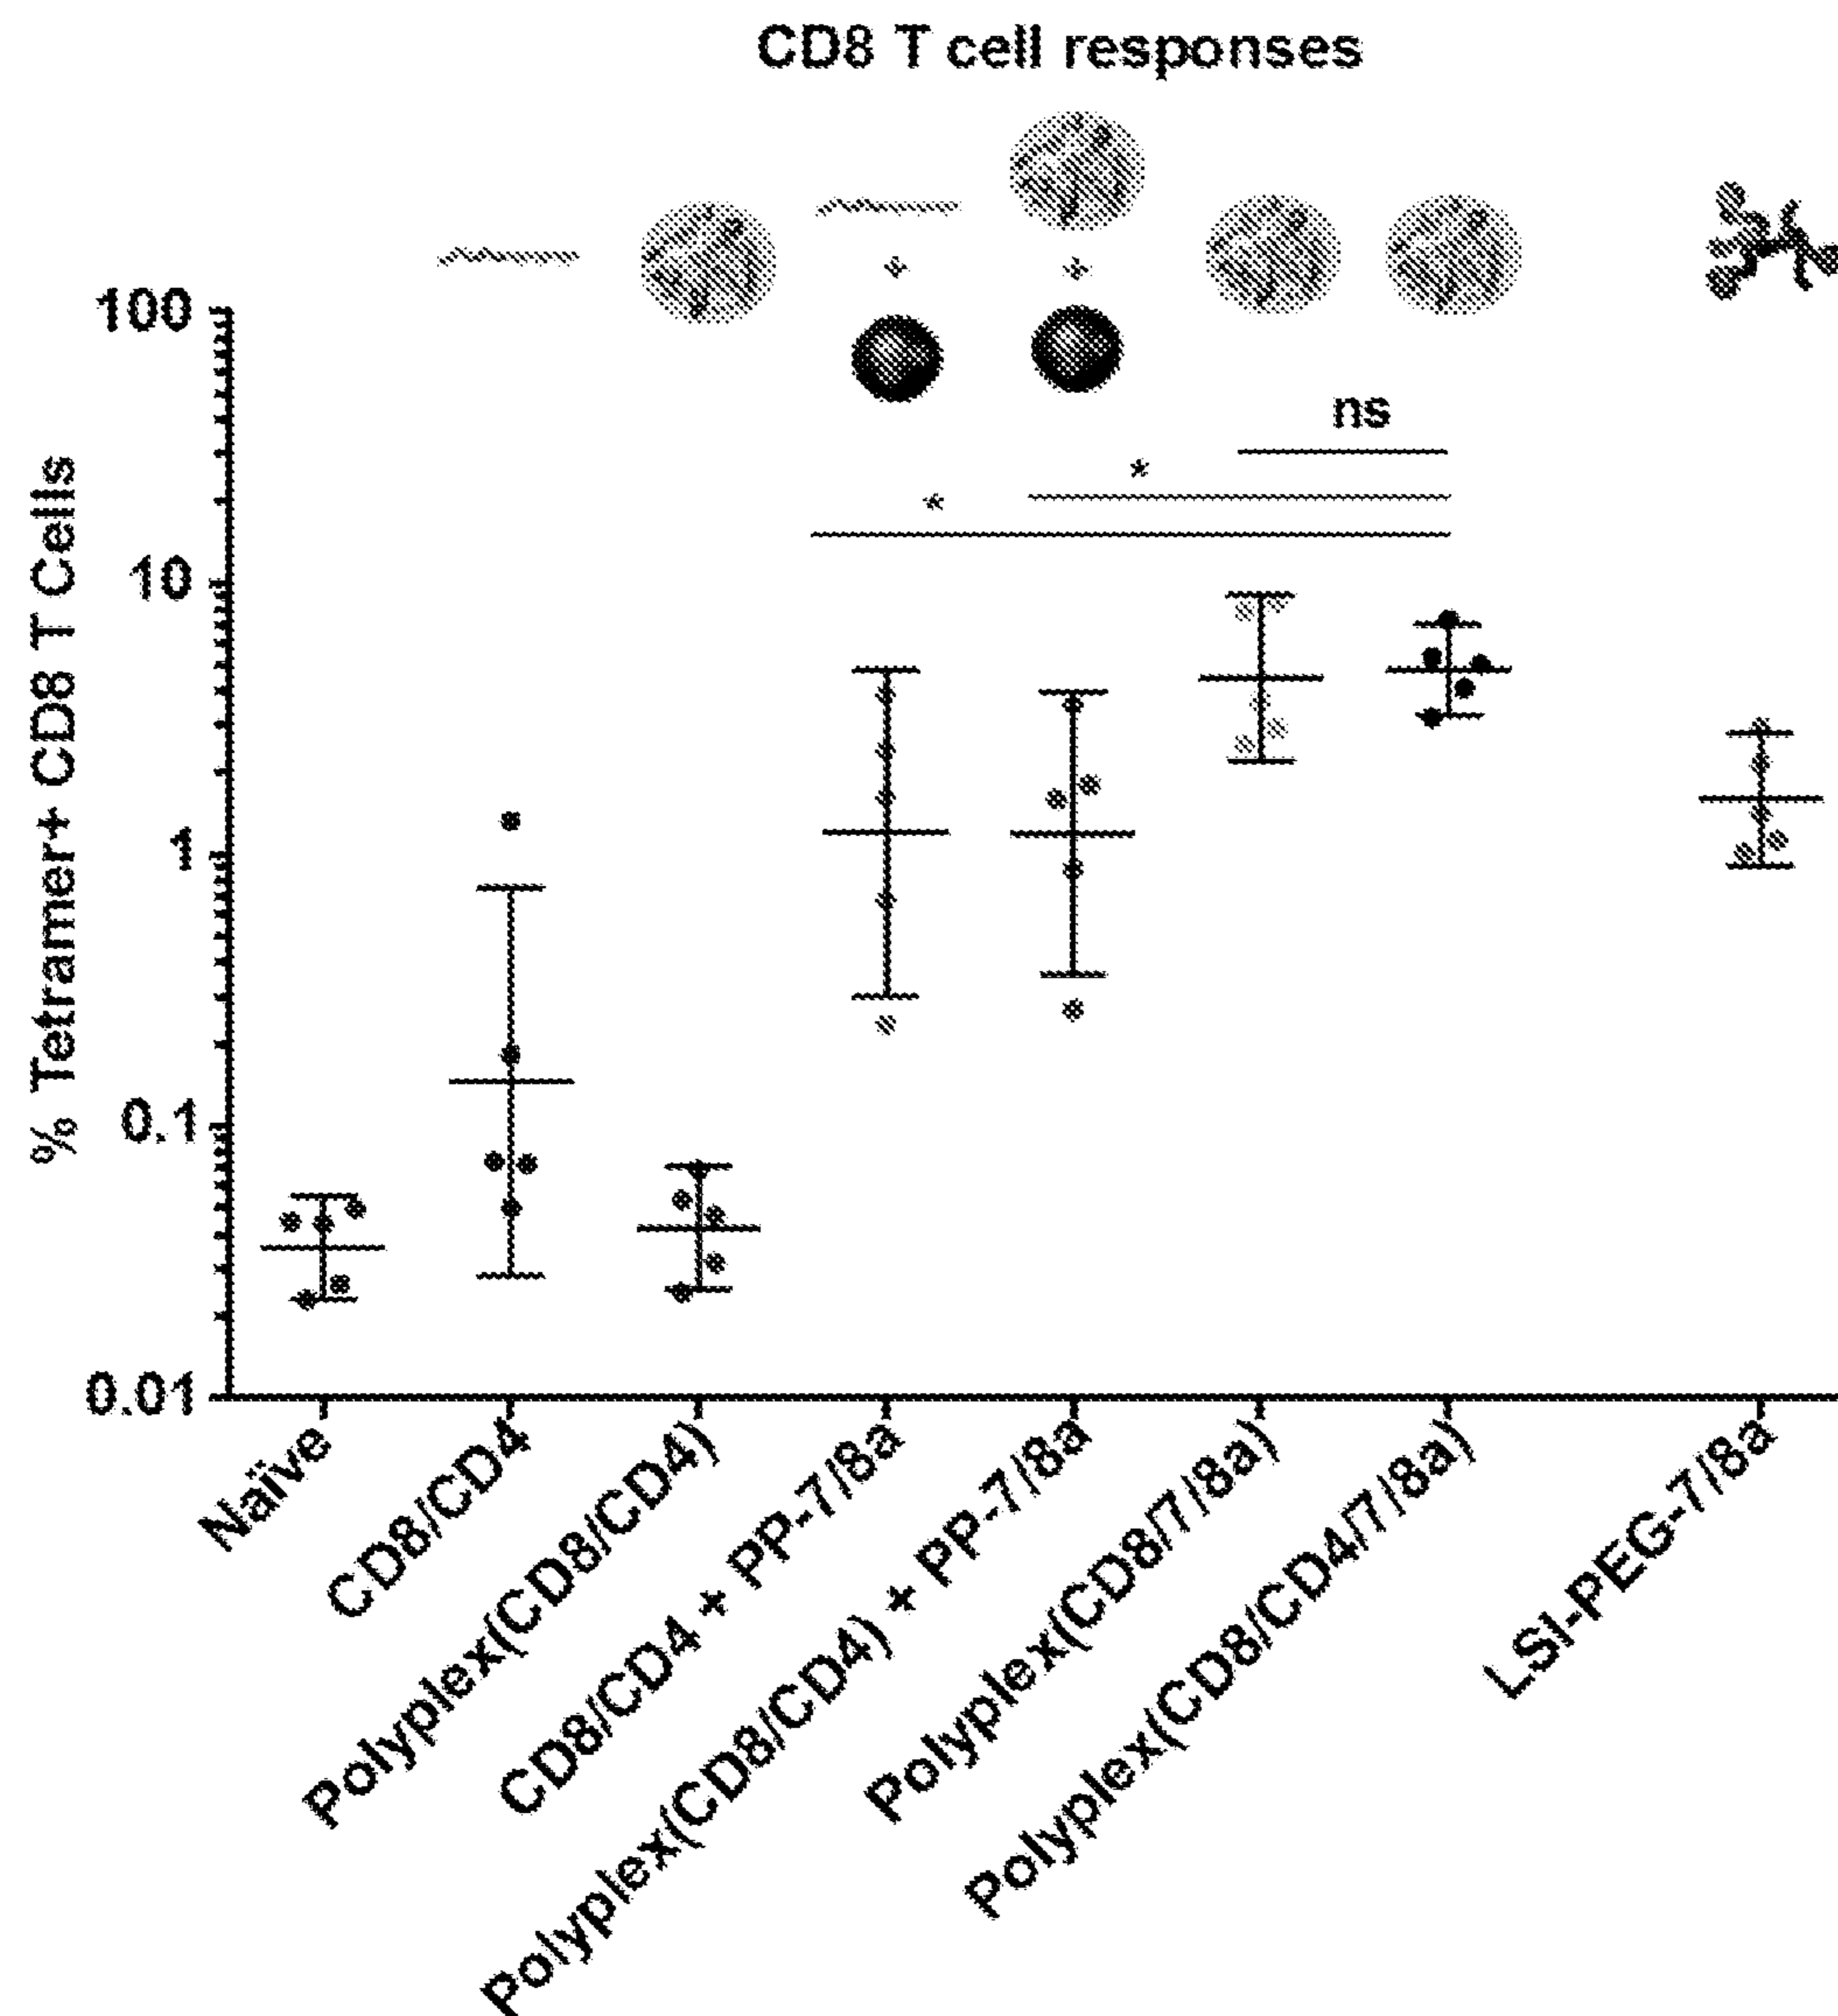 CD8 T cell responses
+ +
ns
*
*
% Tetramer+ CD8 T Cells
100
10
1
0.1
0.01
Naïve
CD8/CD4
Polyplex(CD8/CD4)
CD8/CD4 + PP-7/8a
Polyplex(CD8/CD4) + PP-7/8a
Polyplex(CD8/7/8a)
Polyplex(CD8/CD4/7/8a)
LSI-PEG-7/8a